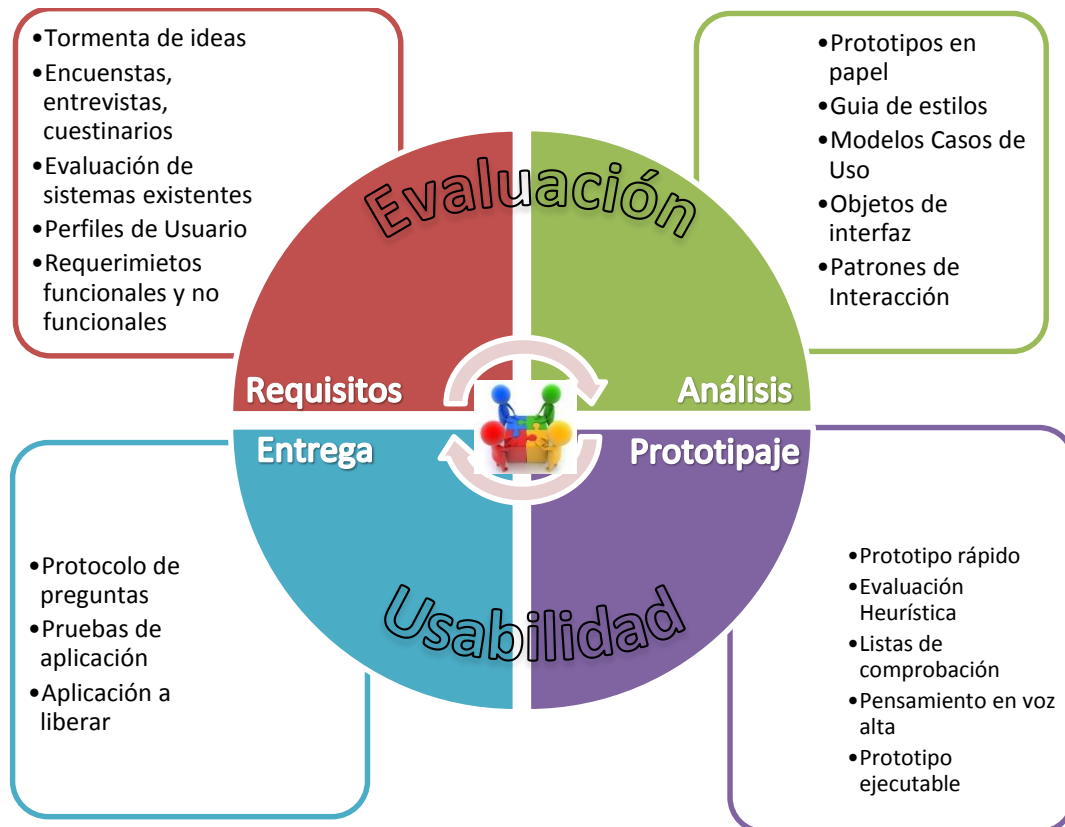 •Tormenta de ideas
•Encuenstas,
entrevistas,
cuestinarios
•Evaluación de
sistemas existentes
•Perfiles de Usuario
•Requerimietos
funcionales y no
funcionales
•Prototipos en
papel
•Guia de estilos
•Modelos Casos de
Uso
•Objetos de
interfaz
•Patrones de
Interacción
Evaluación
Requisitos
Análisis
Entrega
Prototipaje
Usabilidad
•Protocolo de
preguntas
•Pruebas de
aplicación
•Aplicación a
liberar
•Prototipo rápido
•Evaluación
Heurística
•Listas de
comprobación
•Pensamiento en voz
alta
•Prototipo
ejecutable